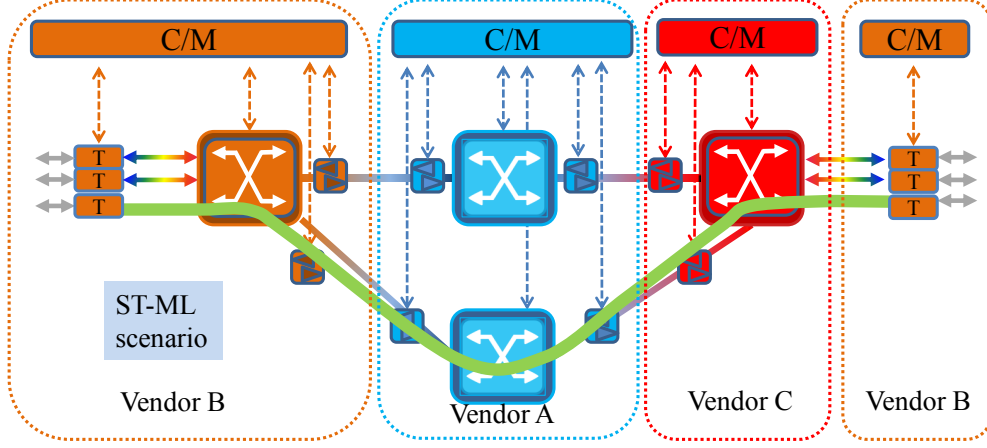 C/M
C/M
C/M
C/M
T
T
T
T
T
T
ST-ML
scenario
Vendor B
Vendor A
Vendor C
Vendor B